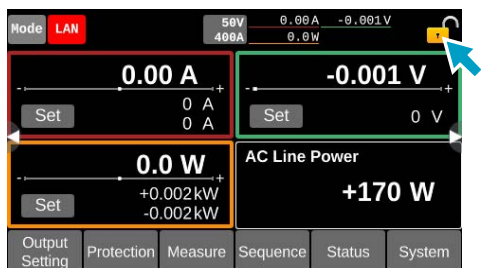 Mode LAN 50V 0.00A -0.001V
400A 0.0W
0.00 A -0.001 V
- + - +
Set 0 A Set 0 V
0 A
0.0 W AC Line Power
- +
+170 W
Set +0.002kW
-0.002kW
Output Setting Protection Measure Sequence Status System